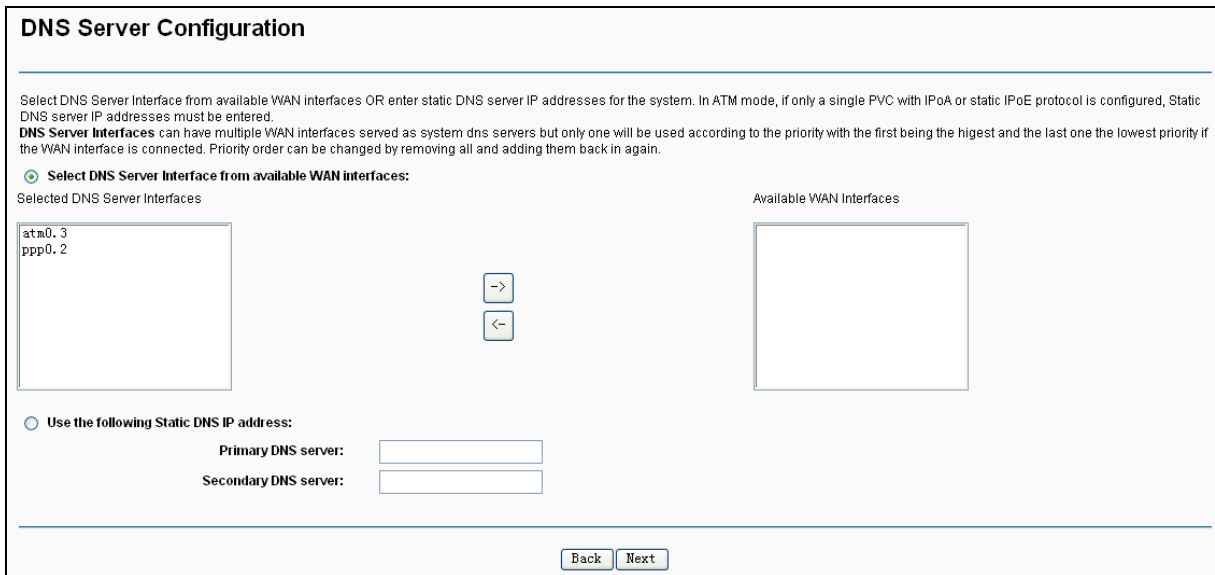 DNS Server Configuration
Select DNS Server Interface from available WAN interfaces OR enter static DNS server IP addresses for the system. In ATM mode, if only a single PVC with IPoA or static IPoE protocol is configured, Static
DNS server IP addresses must be entered.
DNS Server Interfaces can have multiple WAN interfaces served as system dns servers but only one will be used according to the priority with the first being the higest and the last one the lowest priority if
the WAN interface is connected. Priority order can be changed by removing all and adding them back in again.
Select DNS Server Interface from available WAN interfaces:
Selected DNS Server Interfaces
Available WAN Interfaces
atm0.3
ppp0.2
->
<-
Use the following Static DNS IP address:
Primary DNS server:
Secondary DNS server:
Back Next